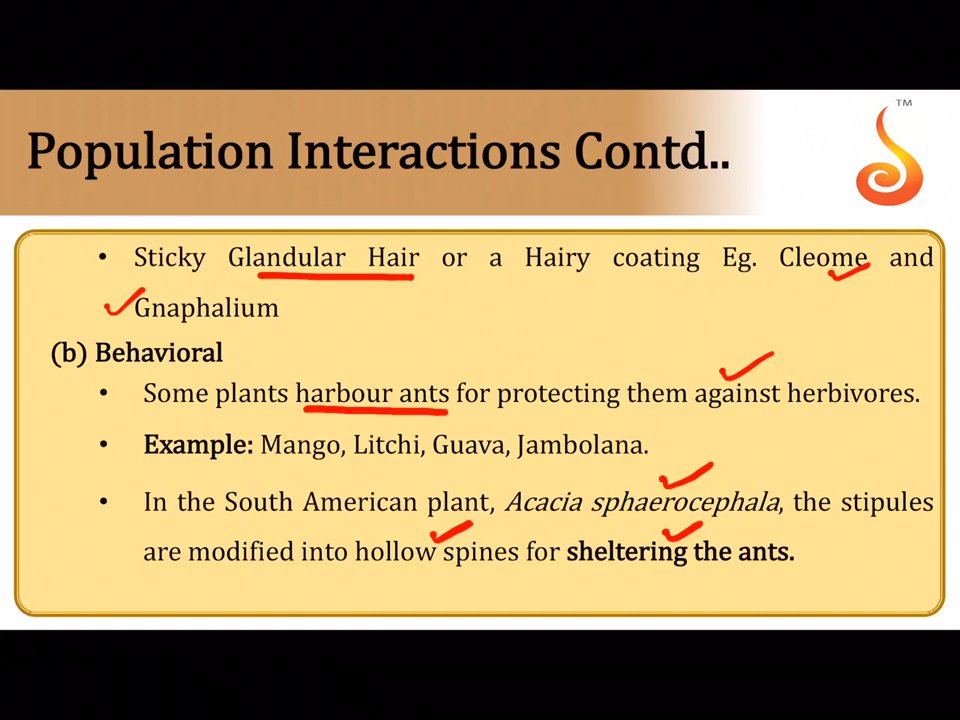 TM
Population Interactions Contd..
• Sticky Glandular Hair or a Hairy coating Eg. Cleome and
Gnaphalium
(b) Behavioral
• Some plants harbour ants for protecting them against herbivores.
• Example: Mango, Litchi, Guava, Jambolana.
• In the South American plant, Acacia sphaerocephala, the stipules
are modified into hollow spines for sheltering the ants.